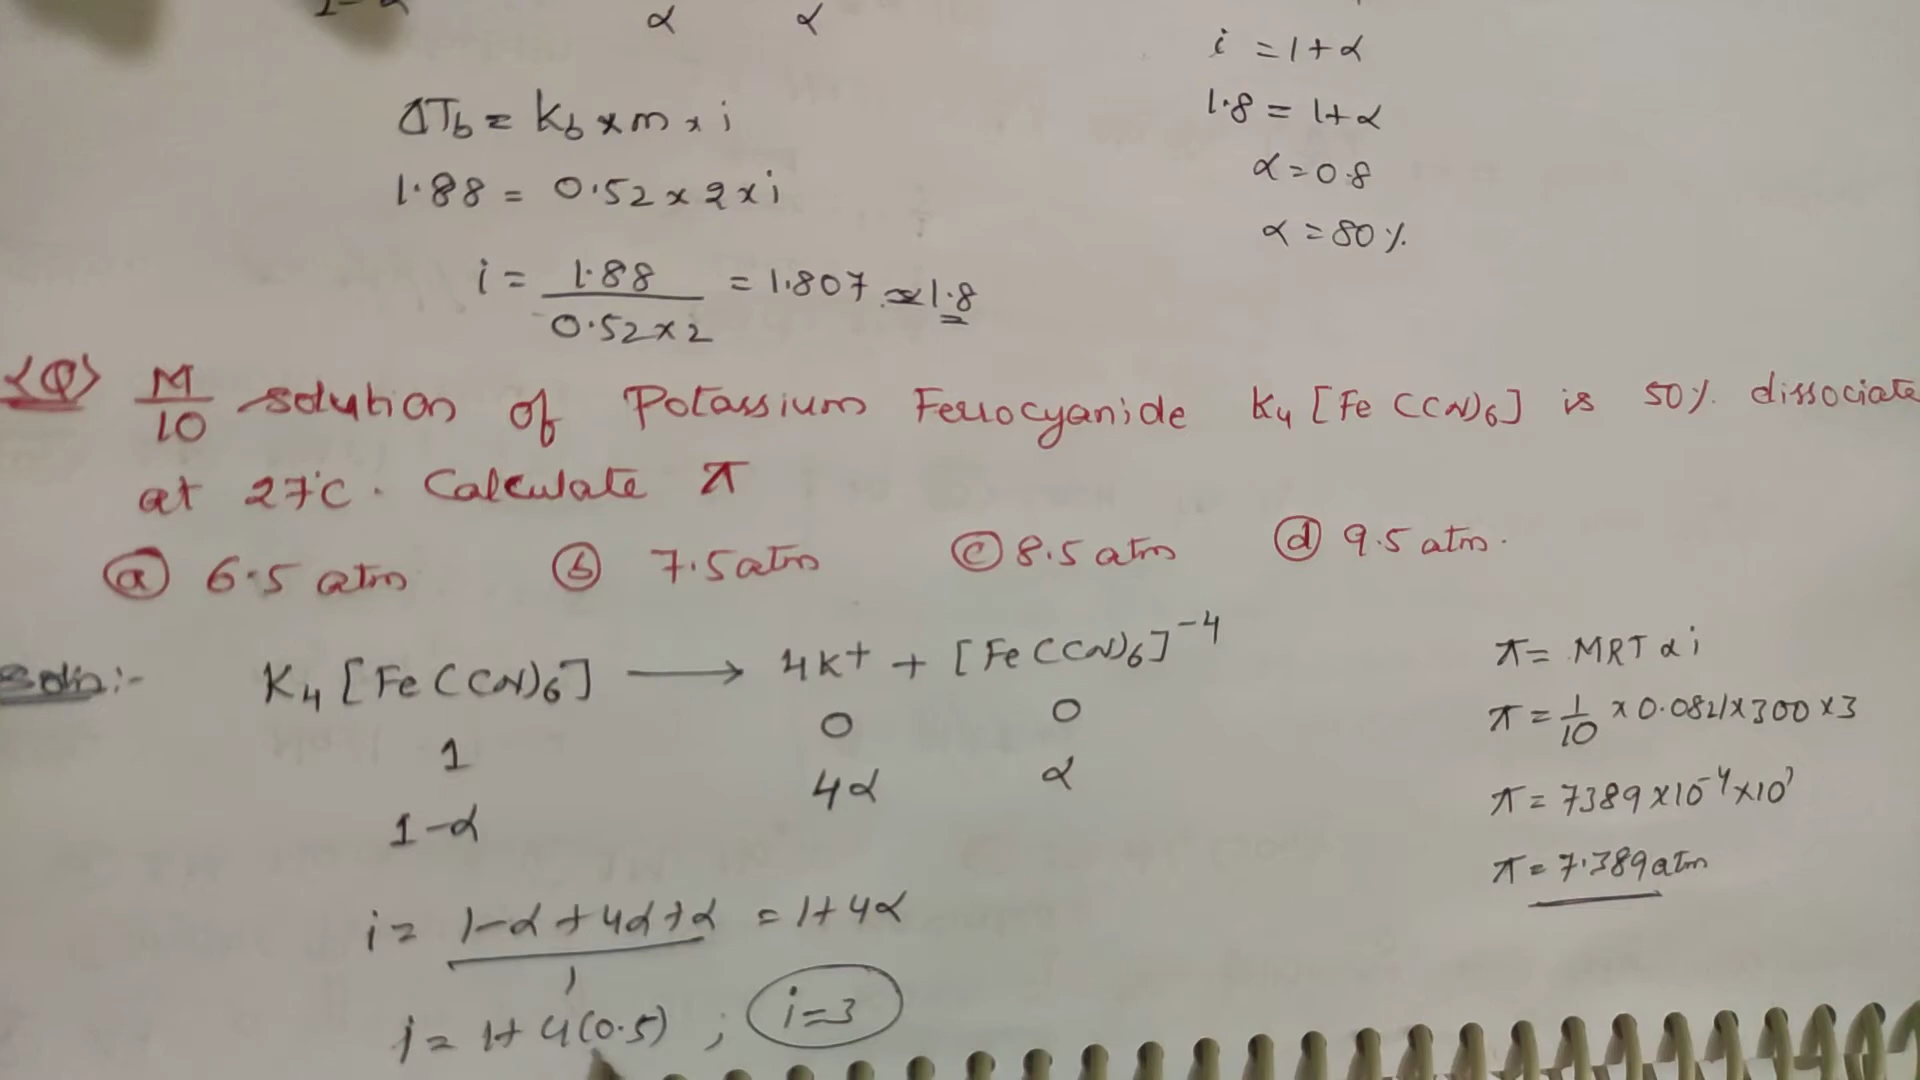 α α
ΔTb = Kb × m × i
1.88 = 0.52 × 2 × i
i = 1.88 / 0.52 × 2 = 1.807 ≈ 1.8
i = 1 + α
1.8 = 1 + α
α = 0.8
α = 80 %.
<Q> M/10 solution of Potassium Ferrocyanide K4 [Fe (CN)6] is 50%. dissociate
at 27°C. Calculate π
(a) 6.5 atm (b) 7.5 atm (c) 8.5 atm (d) 9.5 atm.
Soln:- K4 [Fe (CN)6] ⟶ 4K+ + [Fe (CN)6]^-4
1 0 0
1-α 4α α
i = 1-α + 4α + α / 1 = 1 + 4α
i = 1 + 4(0.5) ; i = 3
π = MRT α i
π = 1/10 × 0.0821 × 300 × 3
π = 7389 × 10^-4 × 10^1
π = 7.389 atm